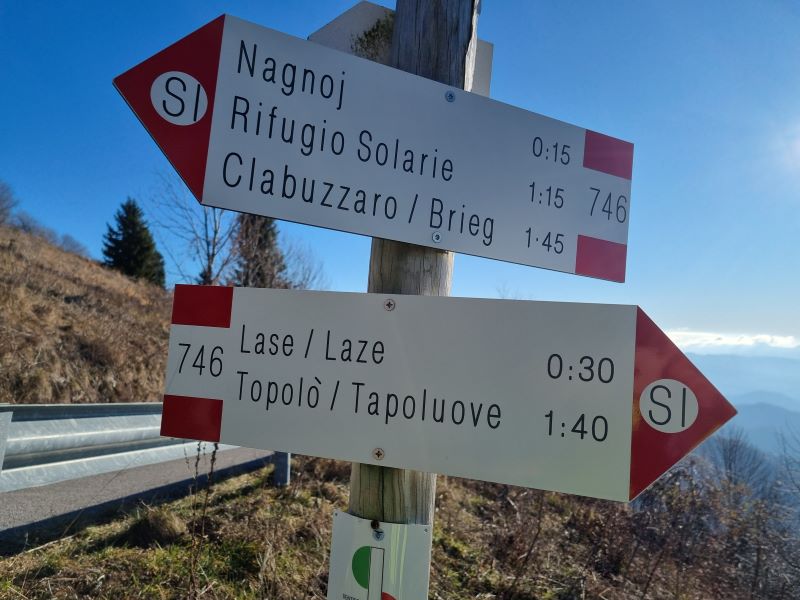 SI
Nagnoj 0:15
Rifugio Solarie 1:15 746
Clabuzzaro / Brieg 1:45
Lase / Laze 0:30
746 Topolò / Tapoluove 1:40
SI